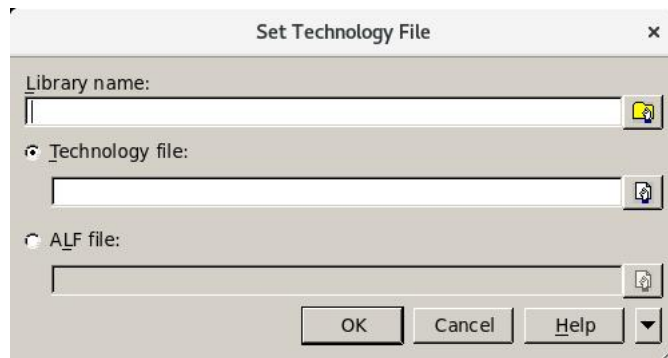 Set Technology File
Library name:
Technology file:
ALF file:
OK Cancel Help